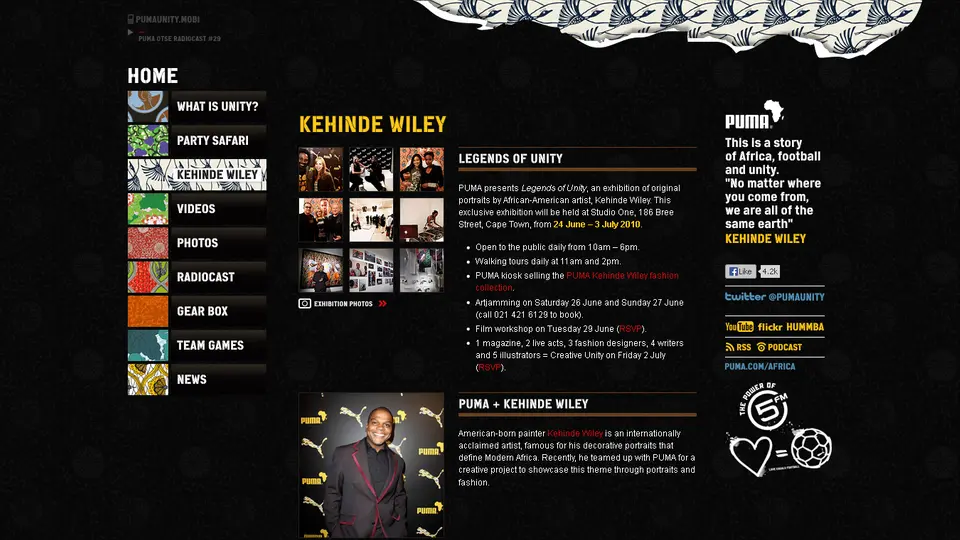 PUMAUNITY.MOBI
PUMA OTSE RADIOCAST #29
HOME
WHAT IS UNITY?
PARTY SAFARI
KEHINDE WILEY
VIDEOS
PHOTOS
RADIOCAST
GEAR BOX
TEAM GAMES
NEWS
KEHINDE WILEY
EXHIBITION PHOTOS
LEGENDS OF UNITY
PUMA presents Legends of Unity, an exhibition of original
portraits by African-American artist, Kehinde Wiley. This
exclusive exhibition will be held at Studio One, 186 Bree
Street, Cape Town, from 24 June – 3 July 2010.
Open to the public daily from 10am – 6pm.
Walking tours daily at 11am and 2pm.
PUMA kiosk selling the PUMA Kehinde Wiley fashion
collection.
Artjamming on Saturday 26 June and Sunday 27 June
(call 021 421 6129 to book).
Film workshop on Tuesday 29 June (RSVP).
1 magazine, 2 live acts, 3 fashion designers, 4 writers
and 5 illustrators = Creative Unity on Friday 2 July
(RSVP).
PUMA
PUMA
PUMA
PUMA
PUMA + KEHINDE WILEY
American-born painter Kehinde Wiley is an internationally
acclaimed artist, famous for his decorative portraits that
define Modern Africa. Recently, he teamed up with PUMA for a
creative project to showcase this theme through portraits and
fashion.
PUMA
This is a story
of Africa, football
and unity.
"No matter where
you come from,
we are all of the
same earth"
KEHINDE WILEY
Like 4.2k
twitter @PUMAUNITY
YouTube flickr HUMMBA
RSS PODCAST
PUMA.COM/AFRICA
THE POWER OF
5 FM
=